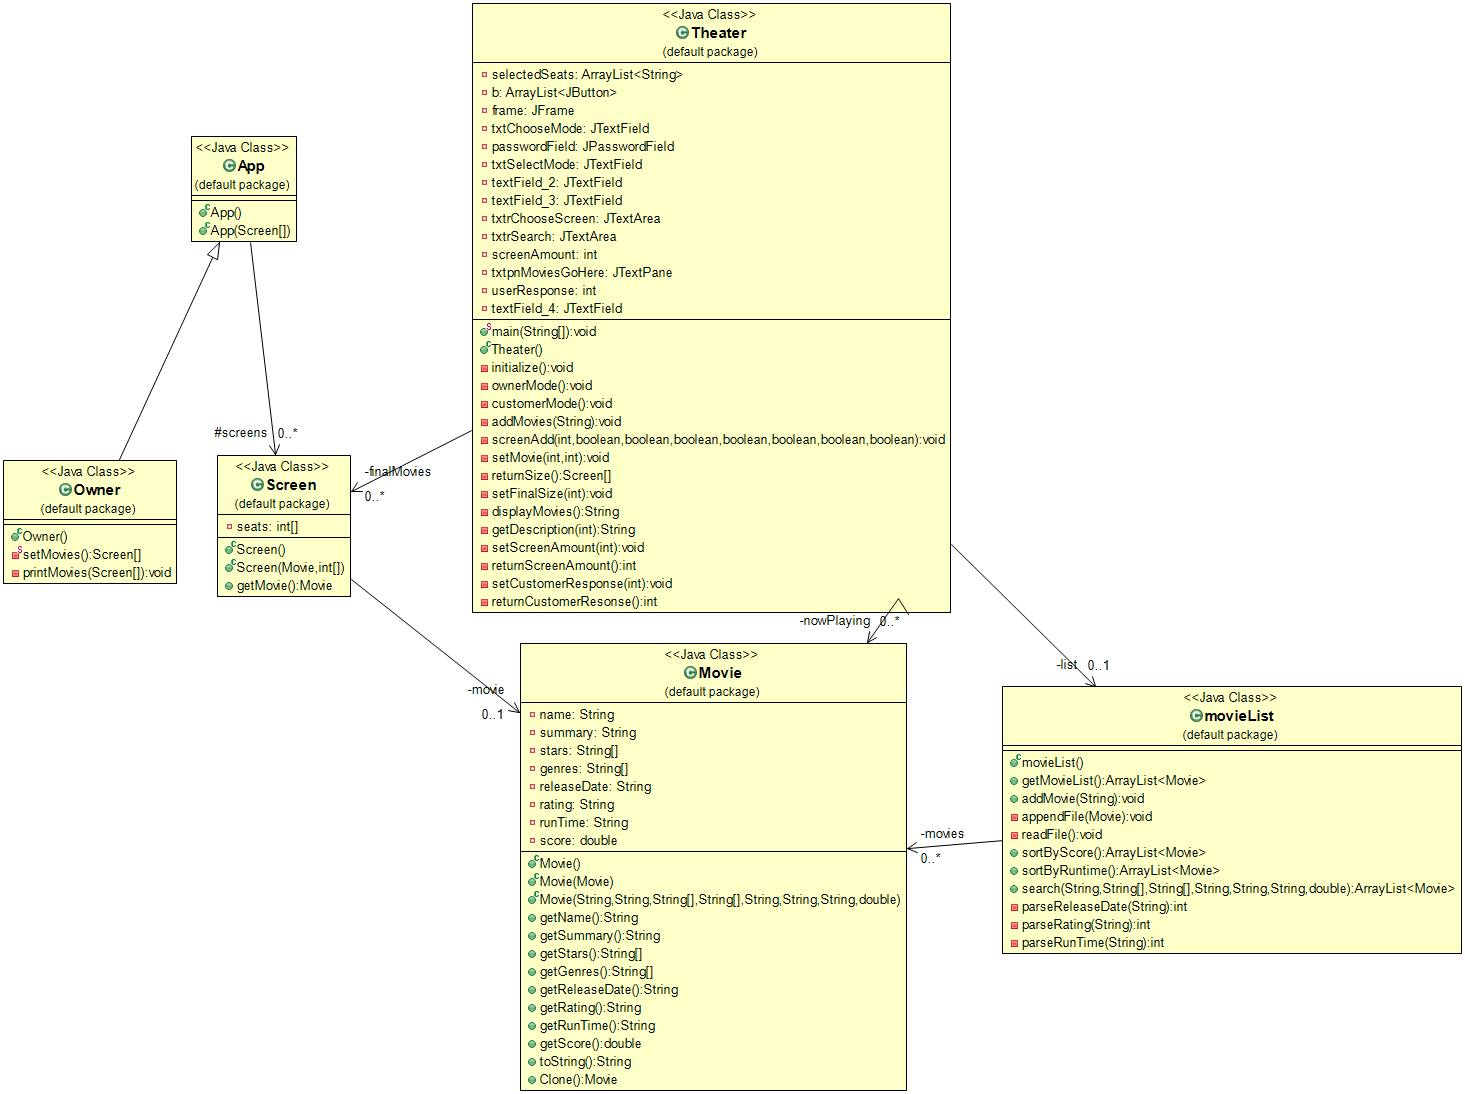 <<Java Class>>
Theater
(default package)
selectedSeats: ArrayList<String>
b: ArrayList<JButton>
frame: JFrame
txtChooseMode: JTextField
passwordField: JPasswordField
txtSelectMode: JTextField
textField_2: JTextField
textField_3: JTextField
txtrChooseScreen: JTextArea
txtrSearch: JTextArea
screenAmount: int
txtpnMoviesGoHere: JTextPane
userResponse: int
textField_4: JTextField
main(String[]):void
Theater()
initialize():void
ownerMode():void
customerMode():void
addMovies(String):void
screenAdd(int,boolean,boolean,boolean,boolean,boolean,boolean,boolean):void
setMovie(int,int):void
returnSize():Screen[]
setFinalSize(int):void
displayMovies():String
getDescription(int):String
setScreenAmount(int):void
returnScreenAmount():int
setCustomerResponse(int):void
returnCustomerResonse():int
<<Java Class>>
App
(default package)
App()
App(Screen[])
#screens 0..*
-finalMovies
0..*
<<Java Class>>
Owner
(default package)
Owner()
setMovies():Screen[]
printMovies(Screen[]):void
<<Java Class>>
Screen
(default package)
seats: int[]
Screen()
Screen(Movie,int[])
getMovie():Movie
-nowPlaying 0..*
-list 0..1
-movie
0..1
<<Java Class>>
Movie
(default package)
name: String
summary: String
stars: String[]
genres: String[]
releaseDate: String
rating: String
runTime: String
score: double
Movie()
Movie(Movie)
Movie(String,String,String[],String[],String,String,String,double)
getName():String
getSummary():String
getStars():String[]
getGenres():String[]
getReleaseDate():String
getRating():String
getRunTime():String
getScore():double
toString():String
Clone():Movie
-movies
0..*
<<Java Class>>
movieList
(default package)
movieList()
getMovieList():ArrayList<Movie>
addMovie(String):void
appendFile(Movie):void
readFile():void
sortByScore():ArrayList<Movie>
sortByRuntime():ArrayList<Movie>
search(String,String[],String[],String,String,String,double):ArrayList<Movie>
parseReleaseDate(String):int
parseRating(String):int
parseRunTime(String):int